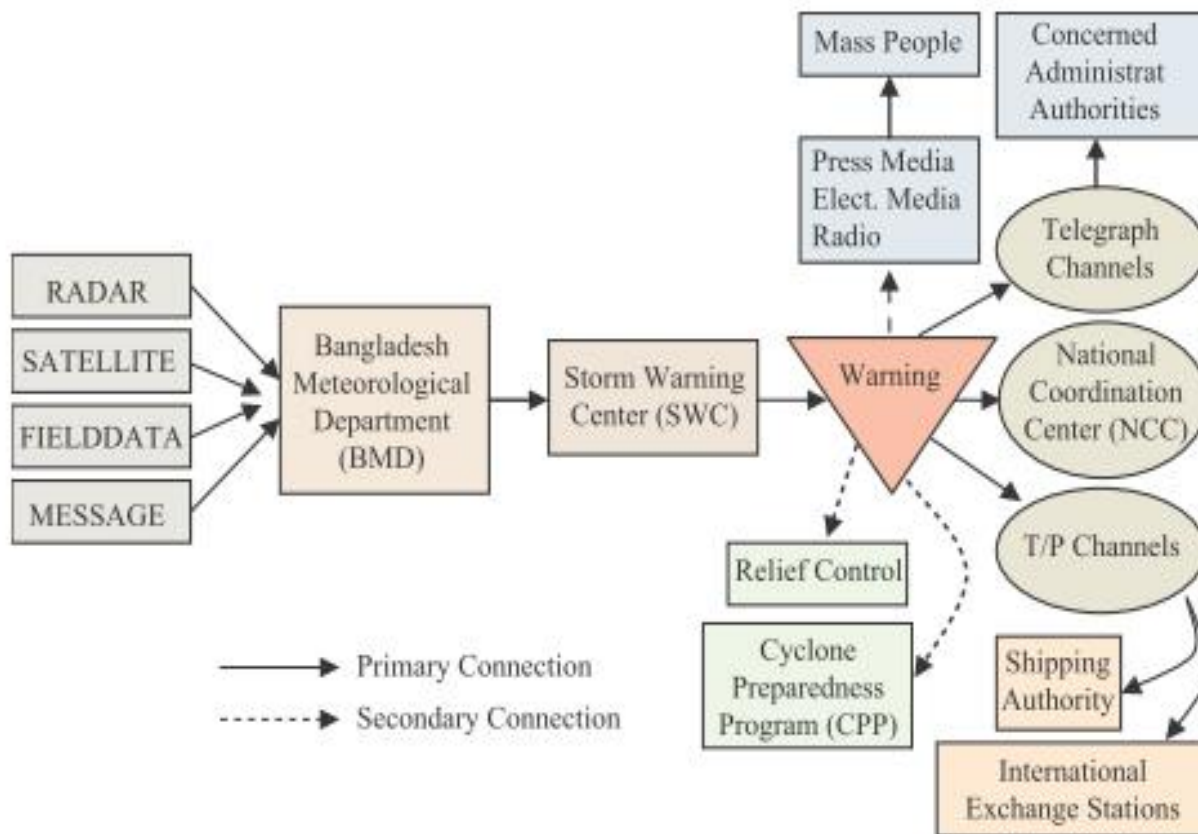 Mass People
Concerned
Administrat
Authorities
Press Media
Elect. Media
Radio
Telegraph
Channels
RADAR
SATELLITE
FIELDDATA
MESSAGE
Bangladesh
Meteorological
Department
(BMD)
Storm Warning
Center (SWC)
Warning
National
Coordination
Center (NCC)
T/P Channels
Relief Control
Cyclone
Preparedness
Program (CPP)
Shipping
Authority
International
Exchange Stations
Primary Connection
Secondary Connection